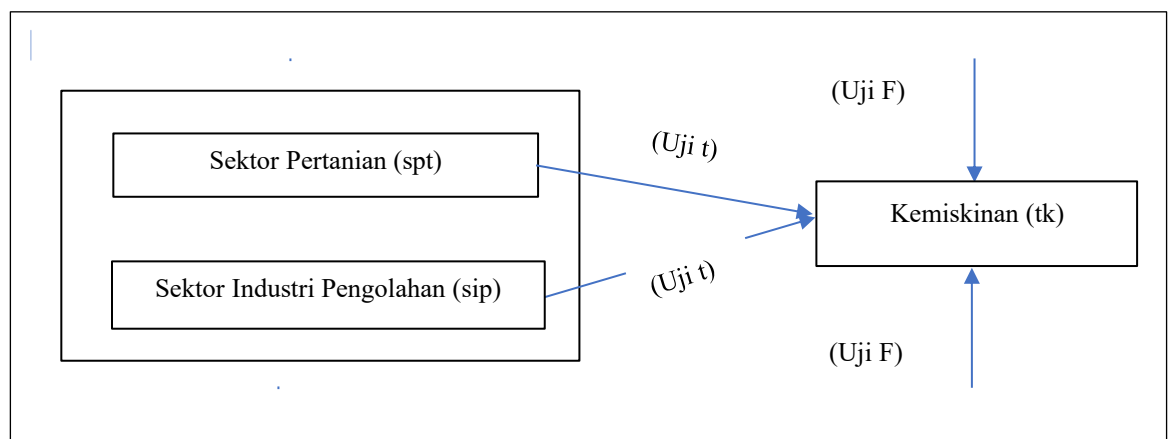 (Uji F)
(Uji t)
Sektor Pertanian (spt)
Kemiskinan (tk)
(Uji t)
Sektor Industri Pengolahan (sip)
(Uji F)